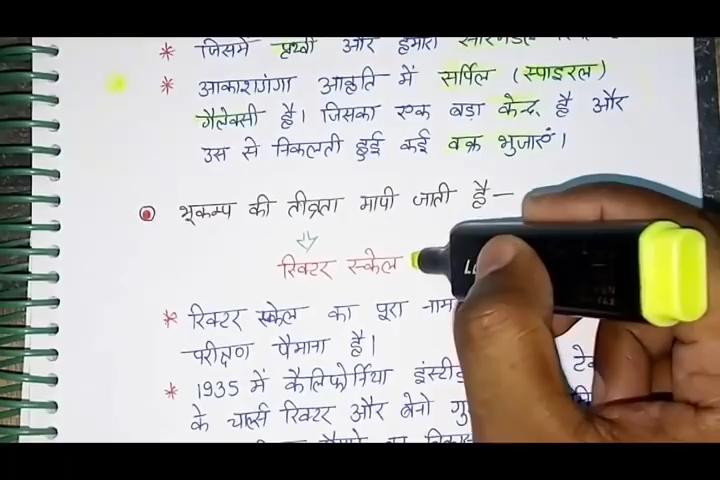 * जिसमें पृथ्वी और हमारा
* आकाशगंगा आकृति में सर्पिल (स्पाइरल)
गैलेक्सी है। जिसका एक बड़ा केन्द्र है और
उस से निकलती हुई कई वक्र भुजाएं।
भूकम्प की तीव्रता मापी जाती है—
रिक्टर स्केल
* रिक्टर स्केल का पूरा नाम
परीक्षण पैमाना है।
* 1935 में कैलिफोर्निया
के चार्ल्स रिक्टर और बेनो